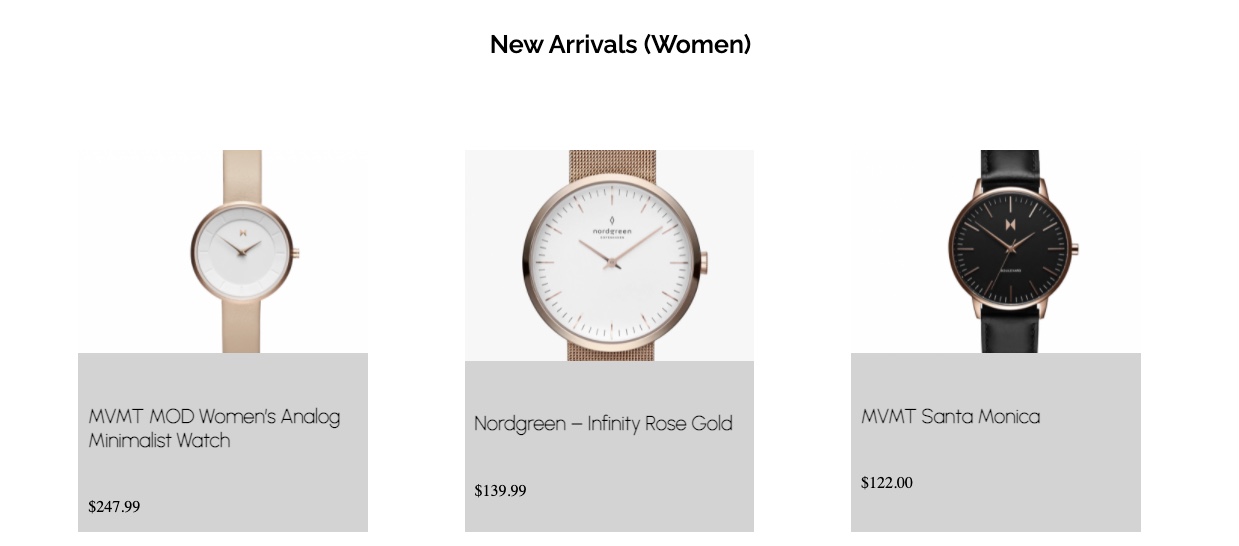 New Arrivals (Women)
nordgreen
MVMT MOD Women's Analog
Minimalist Watch
$247.99
Nordgreen – Infinity Rose Gold
$139.99
MVMT Santa Monica
$122.00